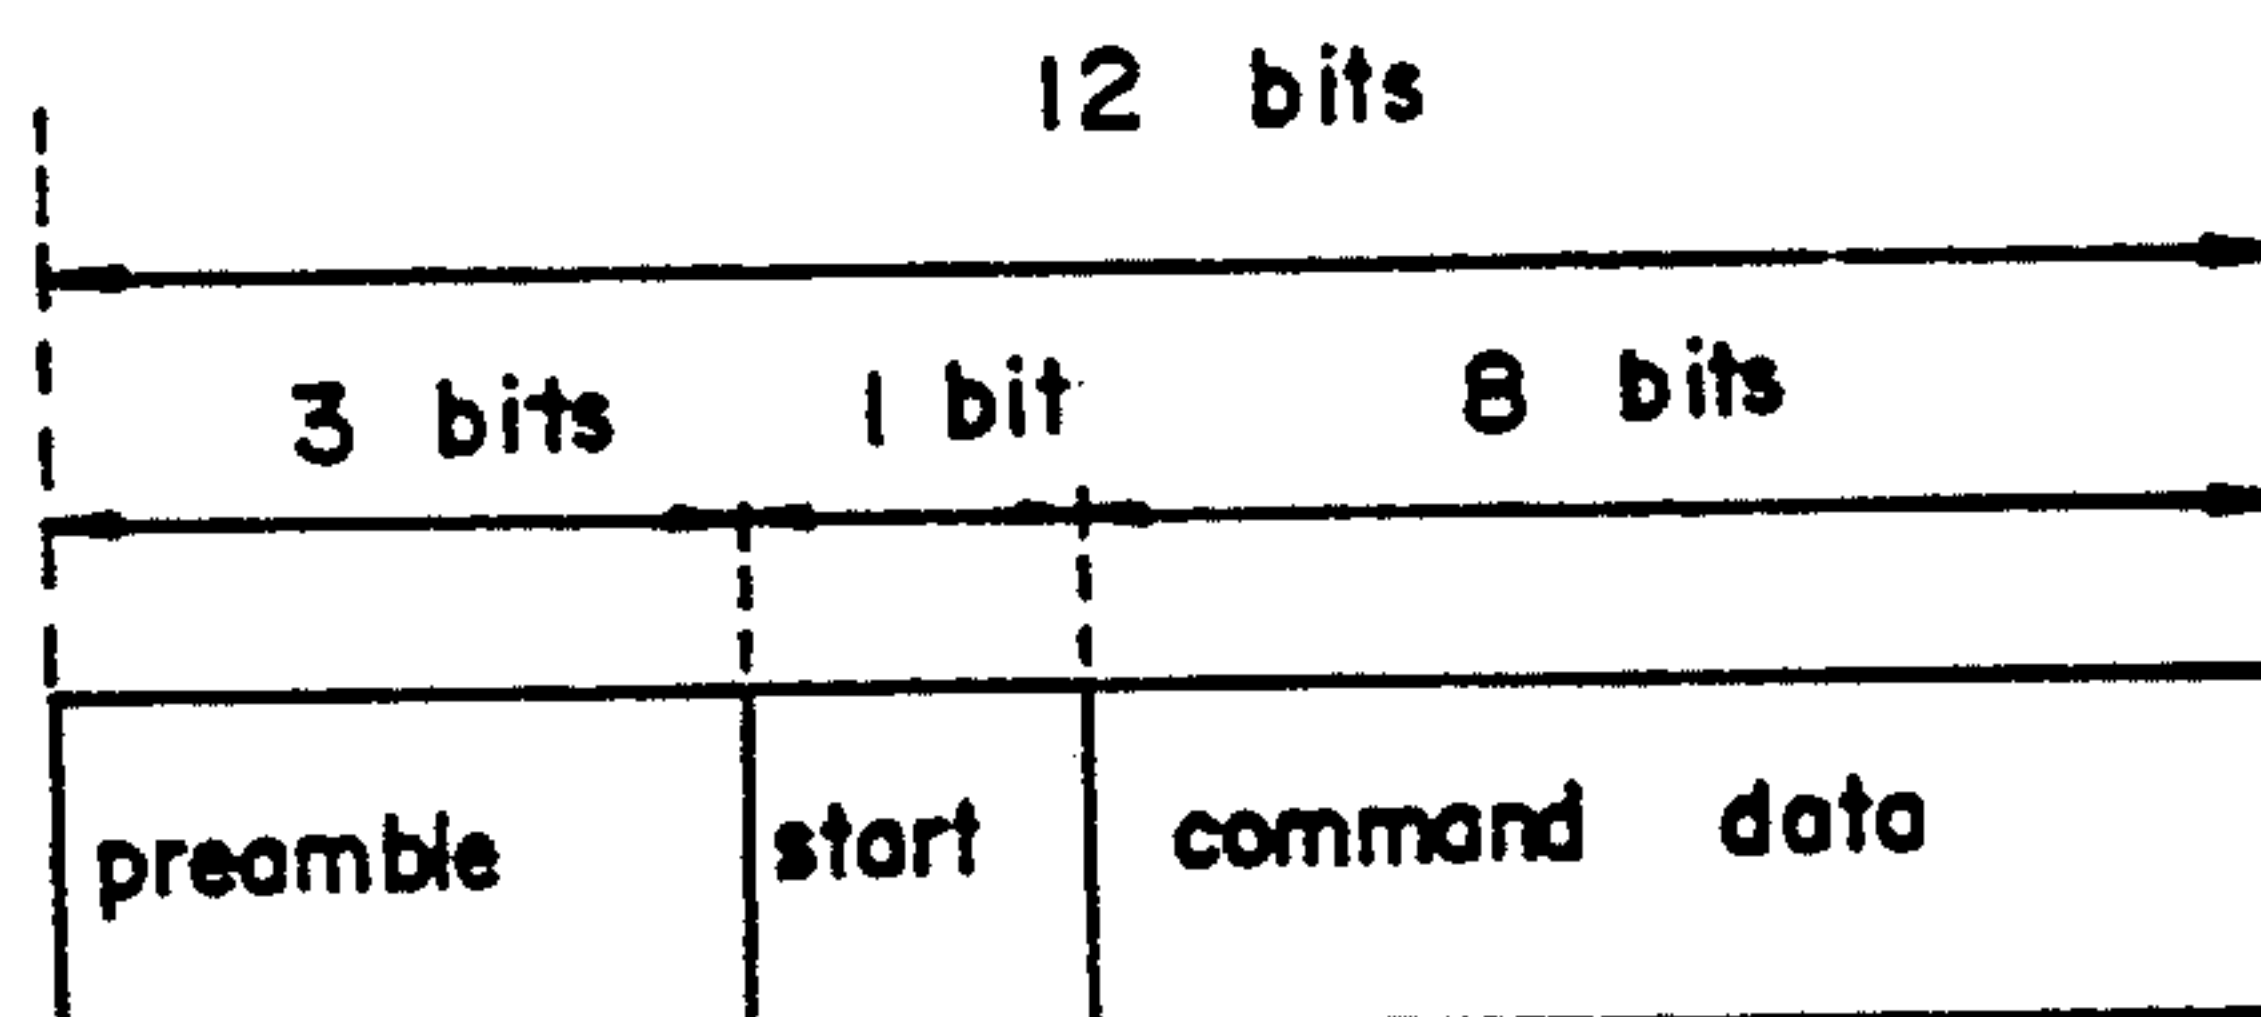 12 bits
3 bits 1 bit 8 bits
preamble start command data